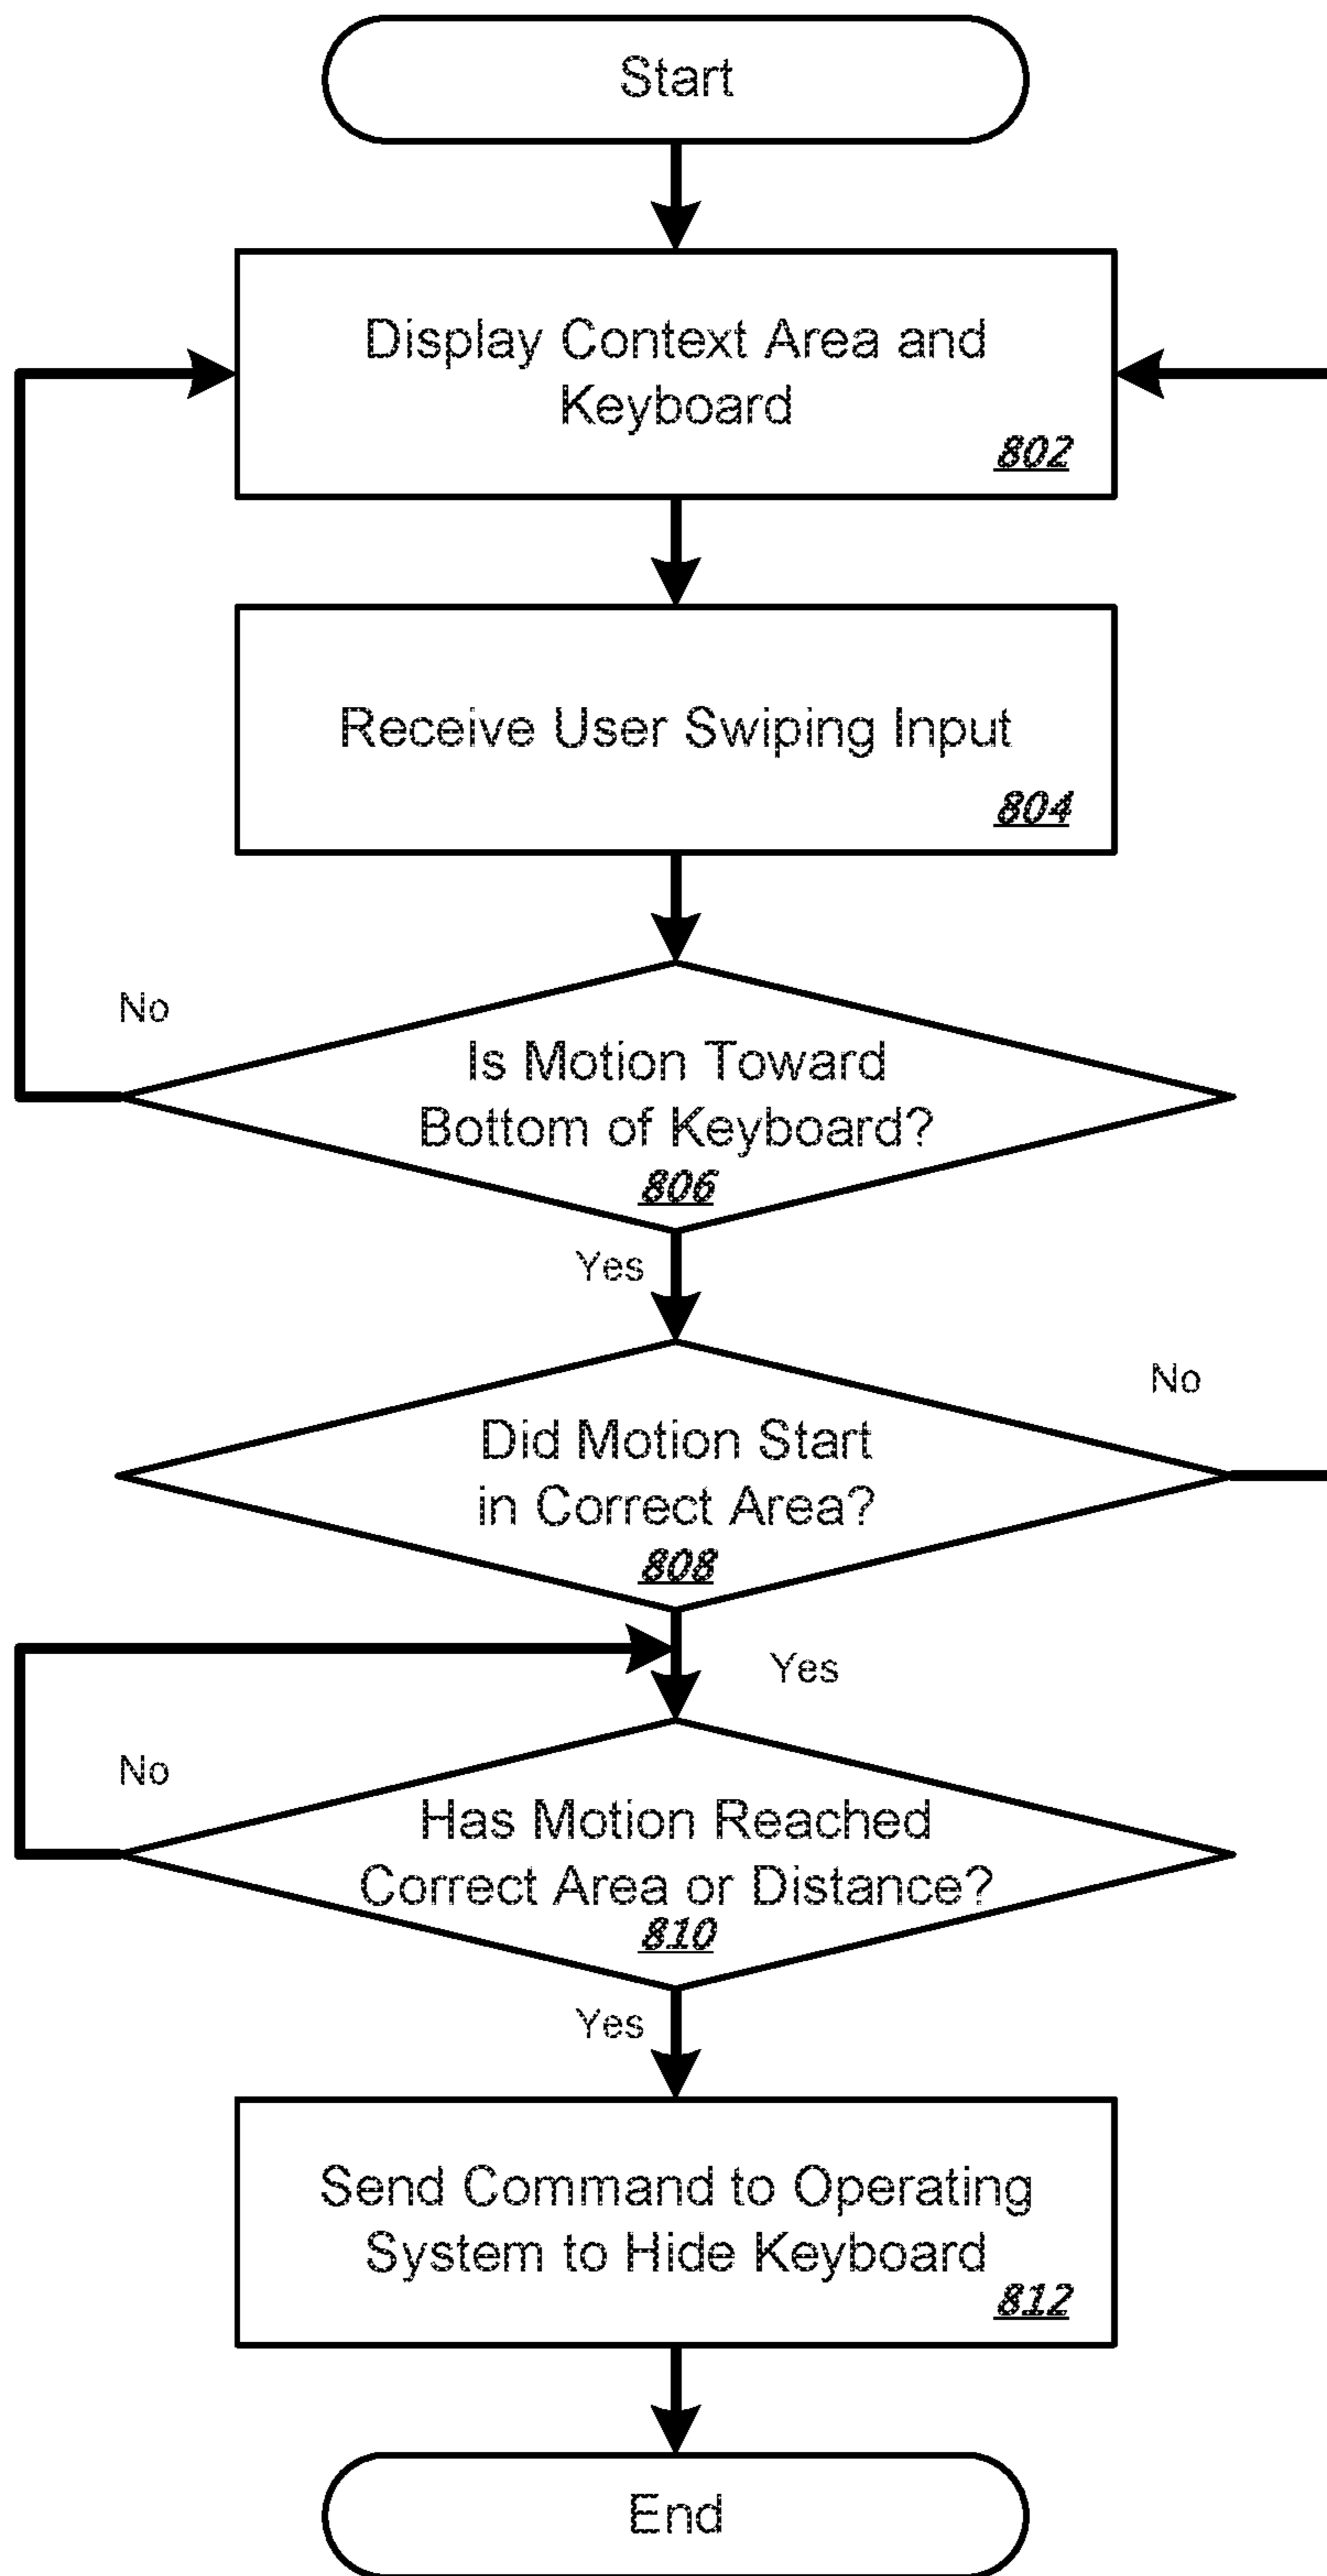 Start
Display Context Area and
Keyboard
802
Receive User Swiping Input
804
No
Is Motion Toward
Bottom of Keyboard?
806
Yes
No
Did Motion Start
in Correct Area?
808
Yes
No
Has Motion Reached
Correct Area or Distance?
810
Yes
Send Command to Operating
System to Hide Keyboard
812
End